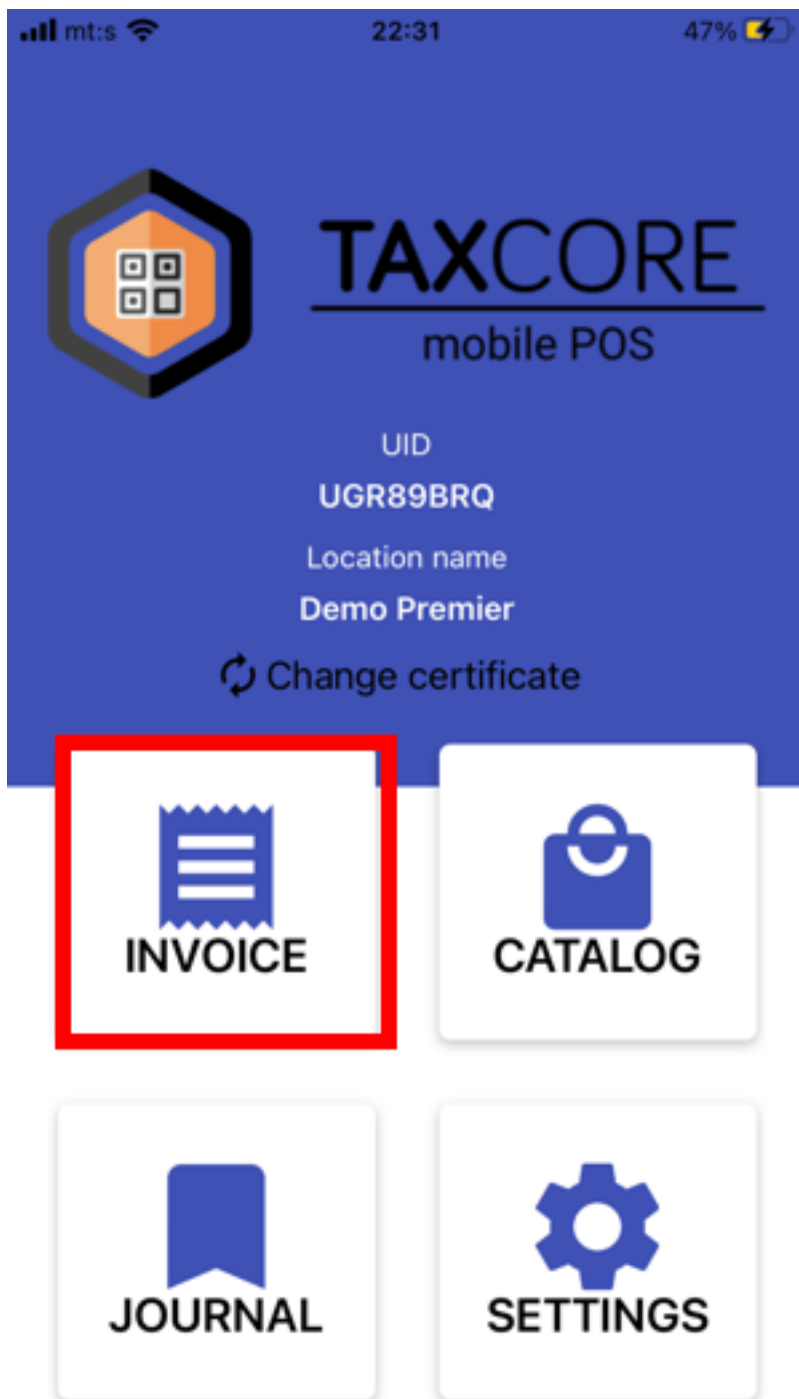 mt:s 22:31 47%
TAXCORE
mobile POS
UID
UGR89BRQ
Location name
Demo Premier
Change certificate
INVOICE CATALOG
JOURNAL SETTINGS